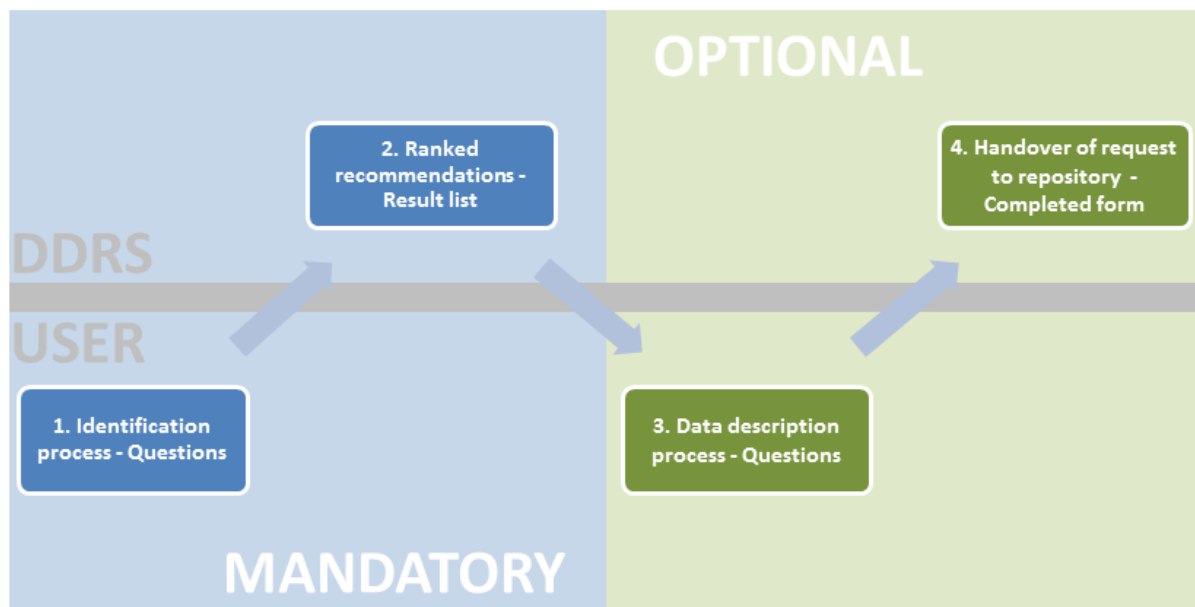 OPTIONAL
2. Ranked
recommendations -
Result list
4. Handover of request
to repository  -
Completed form
DDRS
USER
1. Identification
process - Questions
3. Data description
process - Questions
MANDATORY